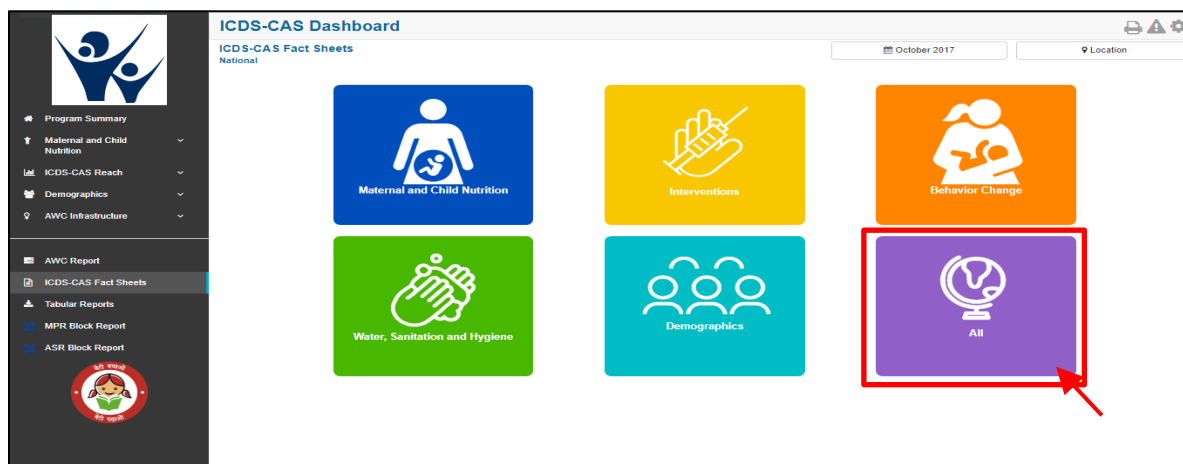 ICDS-CAS Dashboard
ICDS-CAS Fact Sheets
National
October 2017
Location
Program Summary
Maternal and Child
Nutrition
ICDS-CAS Reach
Demographics
AWC Infrastructure
AWC Report
ICDS-CAS Fact Sheets
Tabular Reports
MPR Block Report
ASR Block Report
बेटी बचाओ
बेटी पढ़ाओ
Maternal and Child Nutrition
Interventions
Behavior Change
Water, Sanitation and Hygiene
Demographics
All